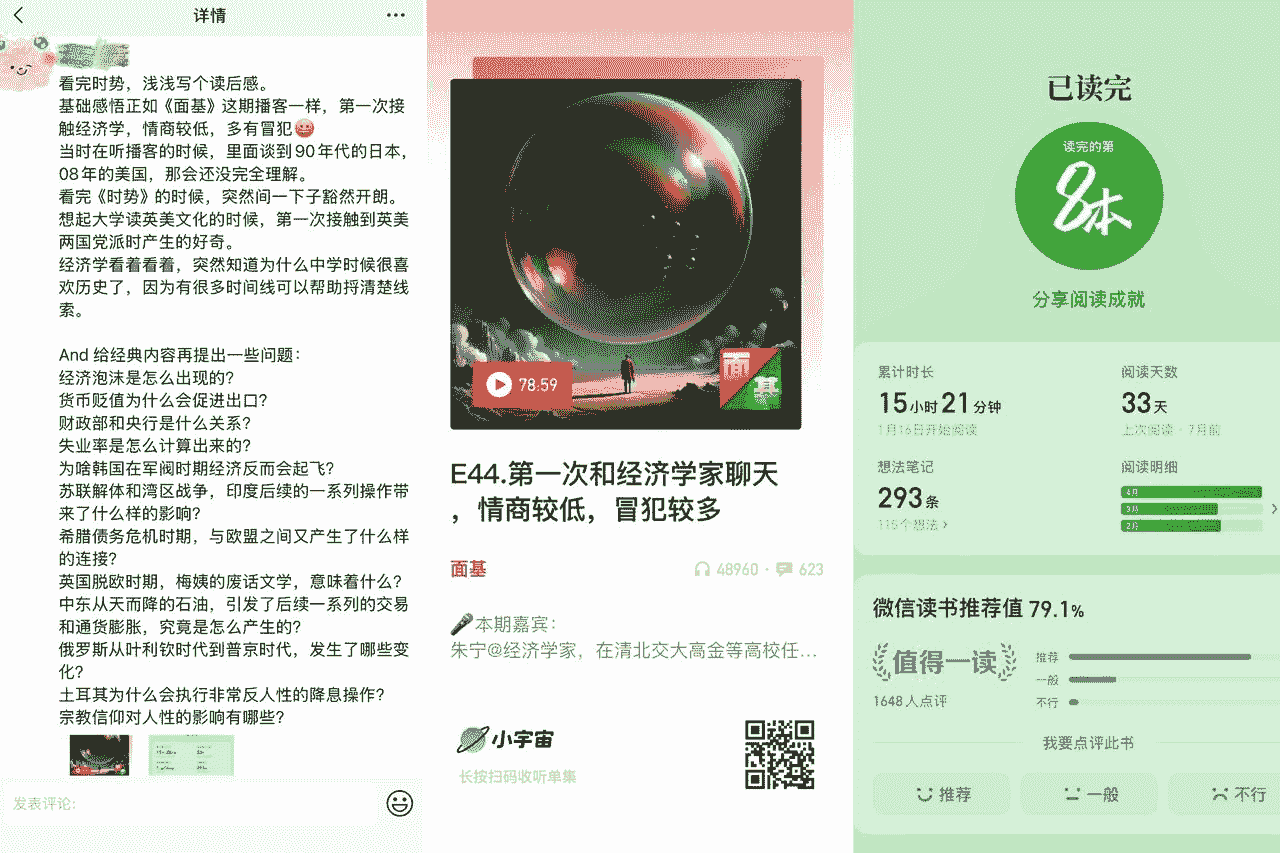 详情
看完时势，浅浅写个读后感。
基础感悟正如《面基》这期播客一样，第一次接
触经济学，情商较低，多有冒犯
当时在听播客的时候，里面谈到90年代的日本，
08年的美国，那会还没完全理解。
看完《时势》的时候，突然间一下子豁然开朗。
想起大学读英美文化的时候，第一次接触到英美
两国党派时产生的好奇。
经济学看着看着，突然知道为什么中学时候很喜
欢历史了，因为有很多时间线可以帮助捋清楚线
索。
And 给经典内容再提出一些问题：
经济泡沫是怎么出现的？
货币贬值为什么会促进出口？
财政部和央行是什么关系？
失业率是怎么计算出来的？
为啥韩国在军阀时期经济反而会起飞？
苏联解体和湾区战争，印度后续的一系列操作带
来了什么样的影响？
希腊债务危机时期，与欧盟之间又产生了什么样
的连接？
英国脱欧时期，梅姨的废话文学，意味着什么？
中东从天而降的石油，引发了后续一系列的交易
和通货膨胀，究竟是怎么产生的？
俄罗斯从叶利钦时代到普京时代，发生了哪些变
化？
土耳其为什么会执行非常反人性的降息操作？
宗教信仰对人性的影响有哪些？
发表评论：
78:59
面基
E44.第一次和经济学家聊天
，情商较低，冒犯较多
面基
48960 · 623
本期嘉宾：
朱宁@经济学家，在清北交大高金等高校任...
小宇宙
长按扫码收听单集
已读完
读完的第
8本
分享阅读成就
累计时长
15小时21分钟
1月16日开始阅读
阅读天数
33天
上次阅读·7月前
想法笔记
293条
115个想法
阅读明细
4月
3月
2月
微信读书推荐值 79.1%
值得一读
1648人点评
推荐
一般
不行
我要点评此书
推荐
一般
不行